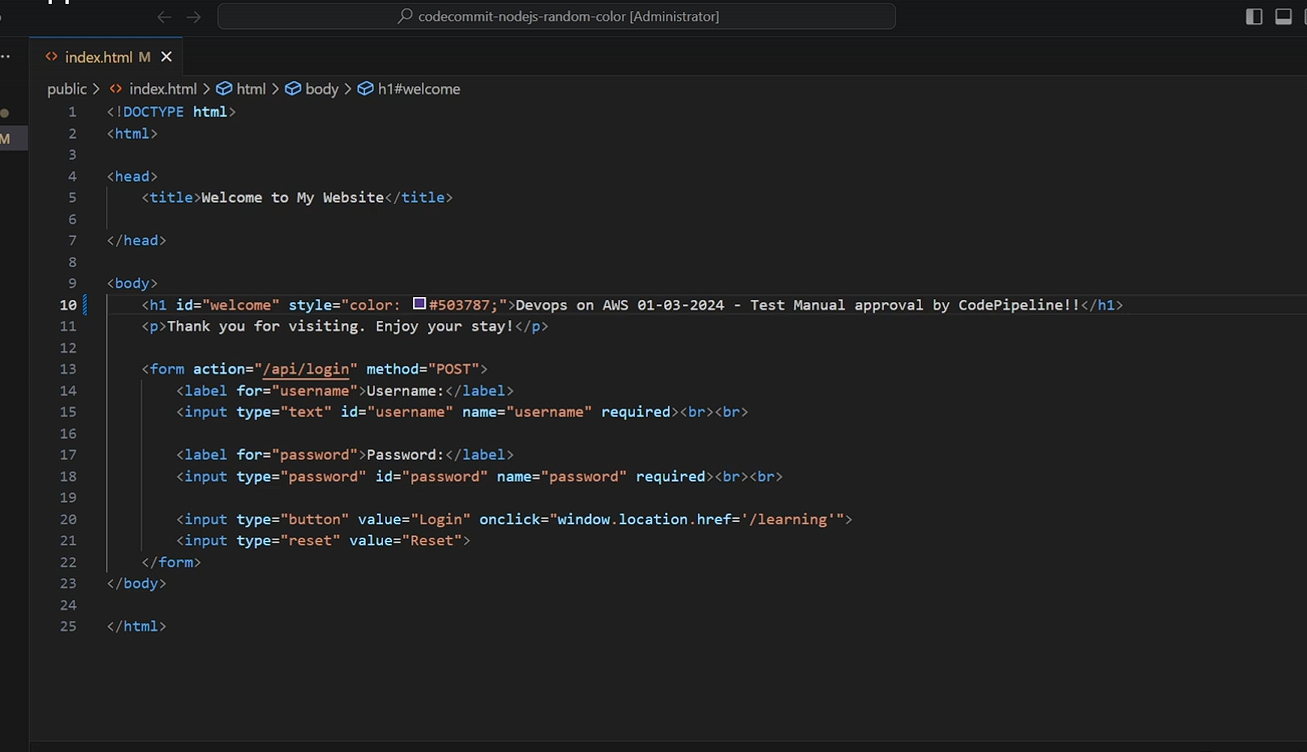 codecommit-nodejs-random-color [Administrator]
index.html M
public > index.html > html > body > h1#welcome
M
1 <!DOCTYPE html>
2 <html>
3
4 <head>
5     <title>Welcome to My Website</title>
6
7 </head>
8
9 <body>
10     <h1 id="welcome" style="color: #503787;">Devops on AWS 01-03-2024 - Test Manual approval by CodePipeline!!</h1>
11     <p>Thank you for visiting. Enjoy your stay!</p>
12
13     <form action="/api/login" method="POST">
14         <label for="username">Username:</label>
15         <input type="text" id="username" name="username" required><br><br>
16
17         <label for="password">Password:</label>
18         <input type="password" id="password" name="password" required><br><br>
19
20         <input type="button" value="Login" onclick="window.location.href='/learning'">
21         <input type="reset" value="Reset">
22     </form>
23 </body>
24
25 </html>